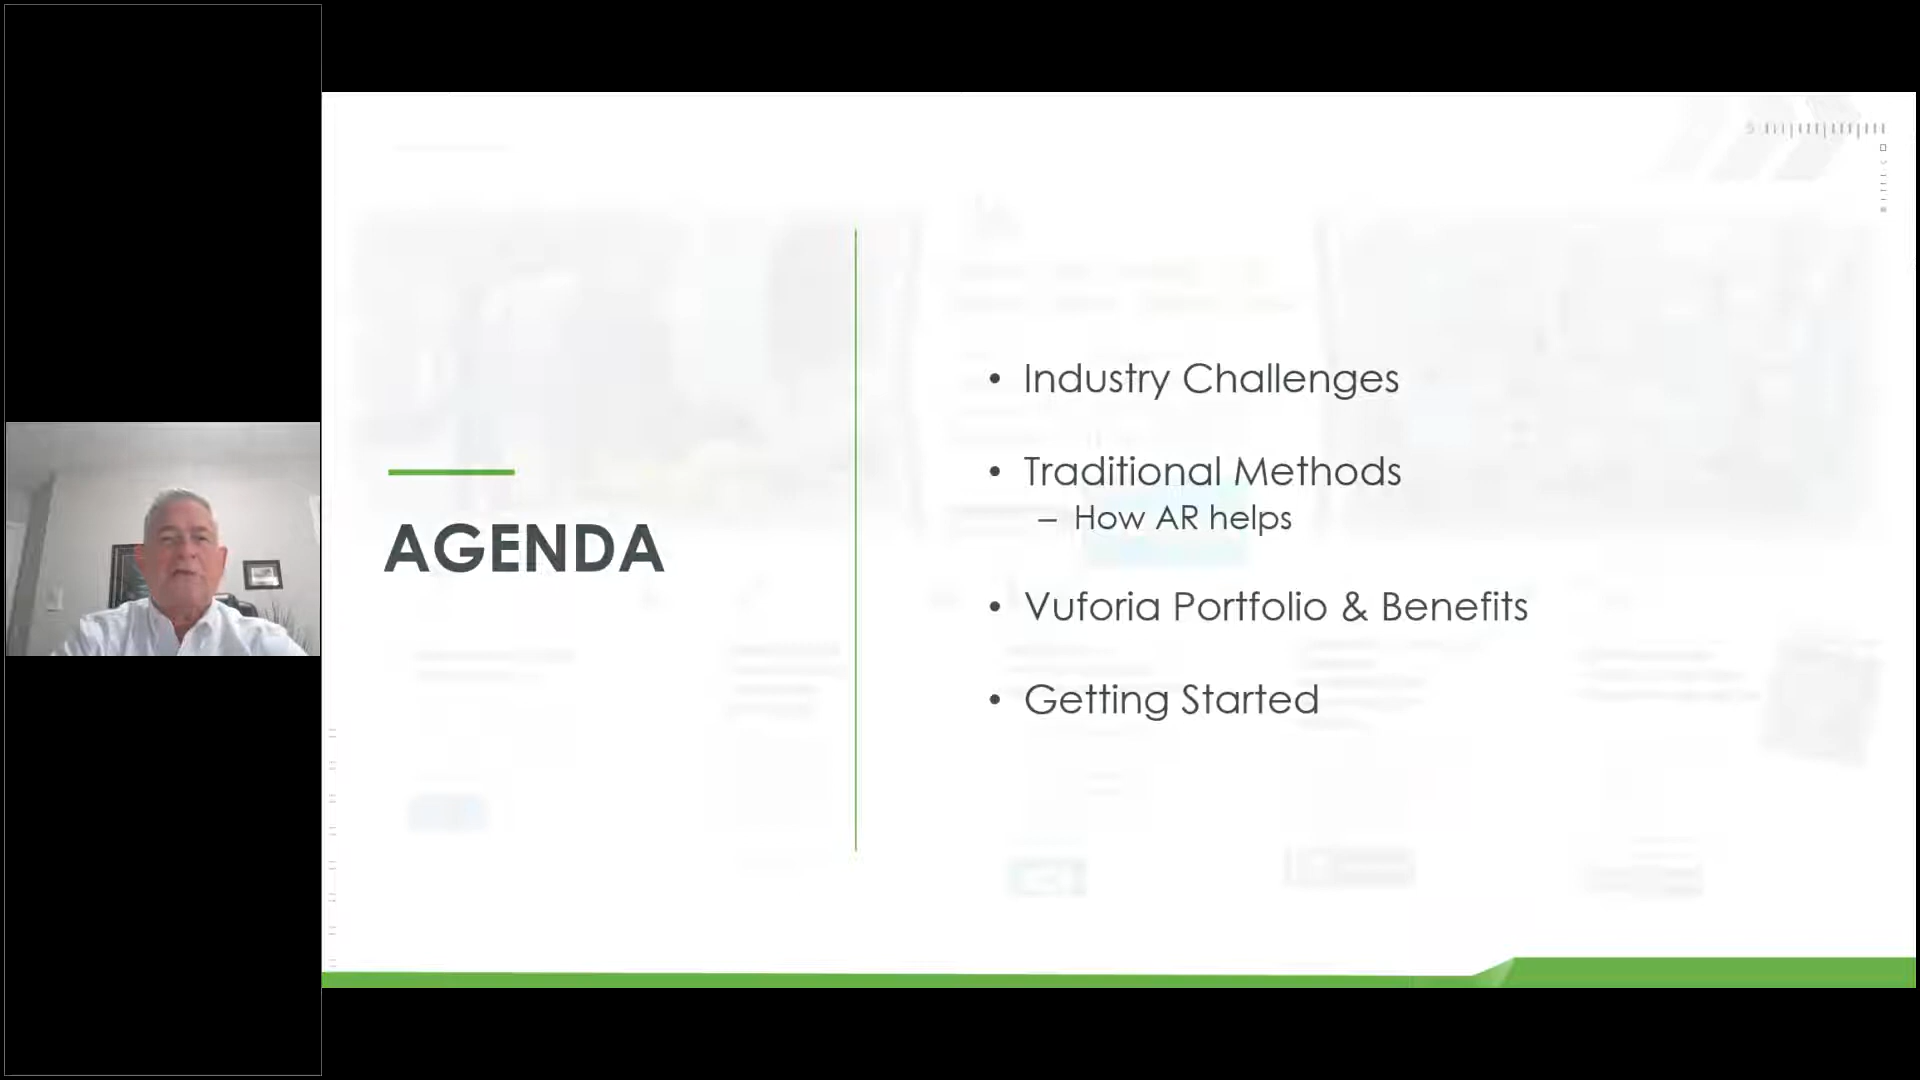 AGENDA
• Industry Challenges
• Traditional Methods
– How AR helps
• Vuforia Portfolio & Benefits
• Getting Started